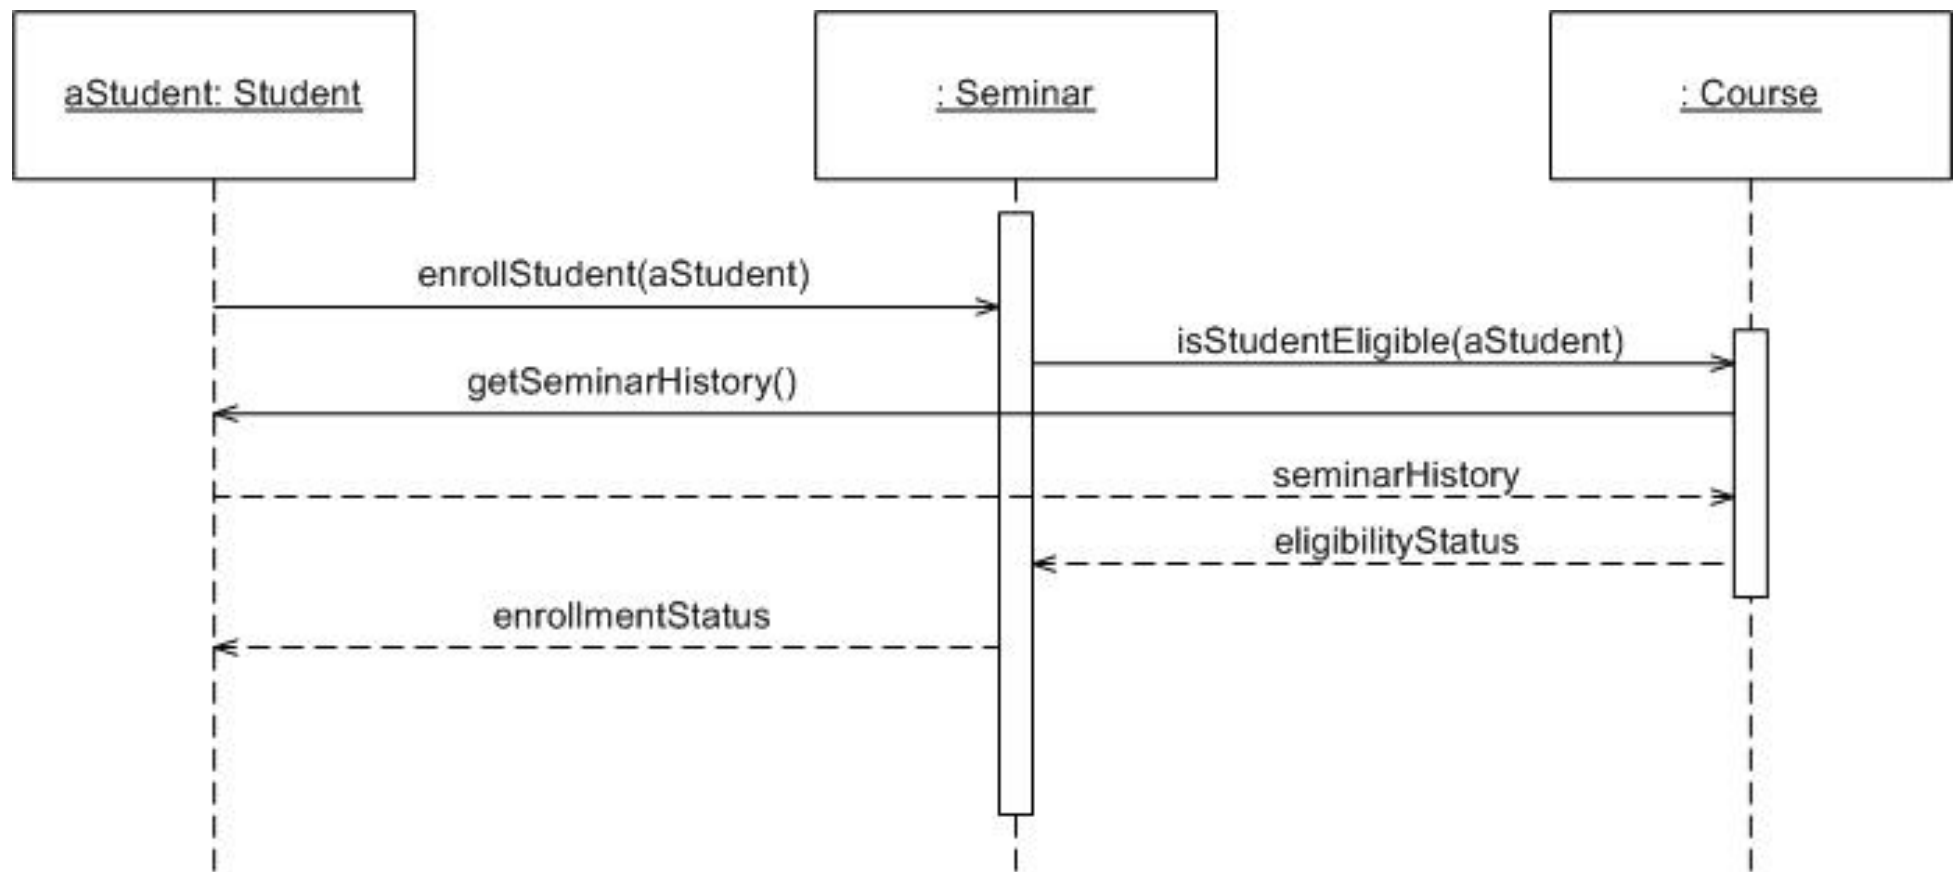 aStudent: Student
: Seminar
: Course
enrollStudent(aStudent)
isStudentEligible(aStudent)
getSeminarHistory()
seminarHistory
eligibilityStatus
enrollmentStatus